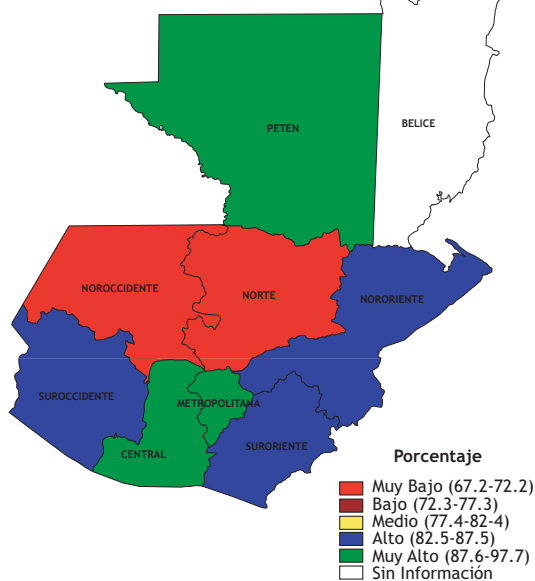 PETEN
BELICE
NOROCCIDENTE
NORTE
NORORIENTE
SUROCCIDENTE
METROPOLITANA
CENTRAL
SURORIENTE
Porcentaje
Muy Bajo (67.2-72.2)
Bajo (72.3-77.3)
Medio (77.4-82-4)
Alto (82.5-87.5)
Muy Alto (87.6-97.7)
Sin Información